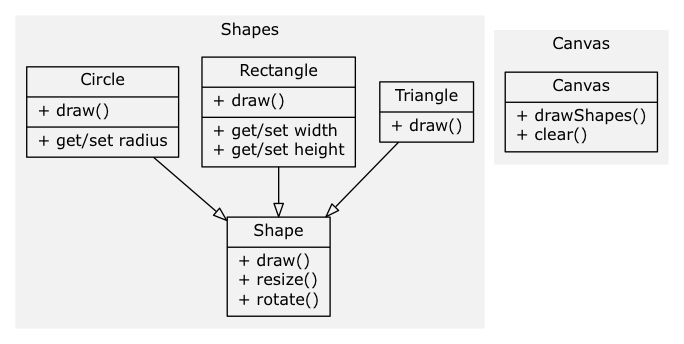 Shapes
Circle
+ draw()
+ get/set radius
Rectangle
+ draw()
+ get/set width
+ get/set height
Triangle
+ draw()
Shape
+ draw()
+ resize()
+ rotate()
Canvas
Canvas
+ drawShapes()
+ clear()